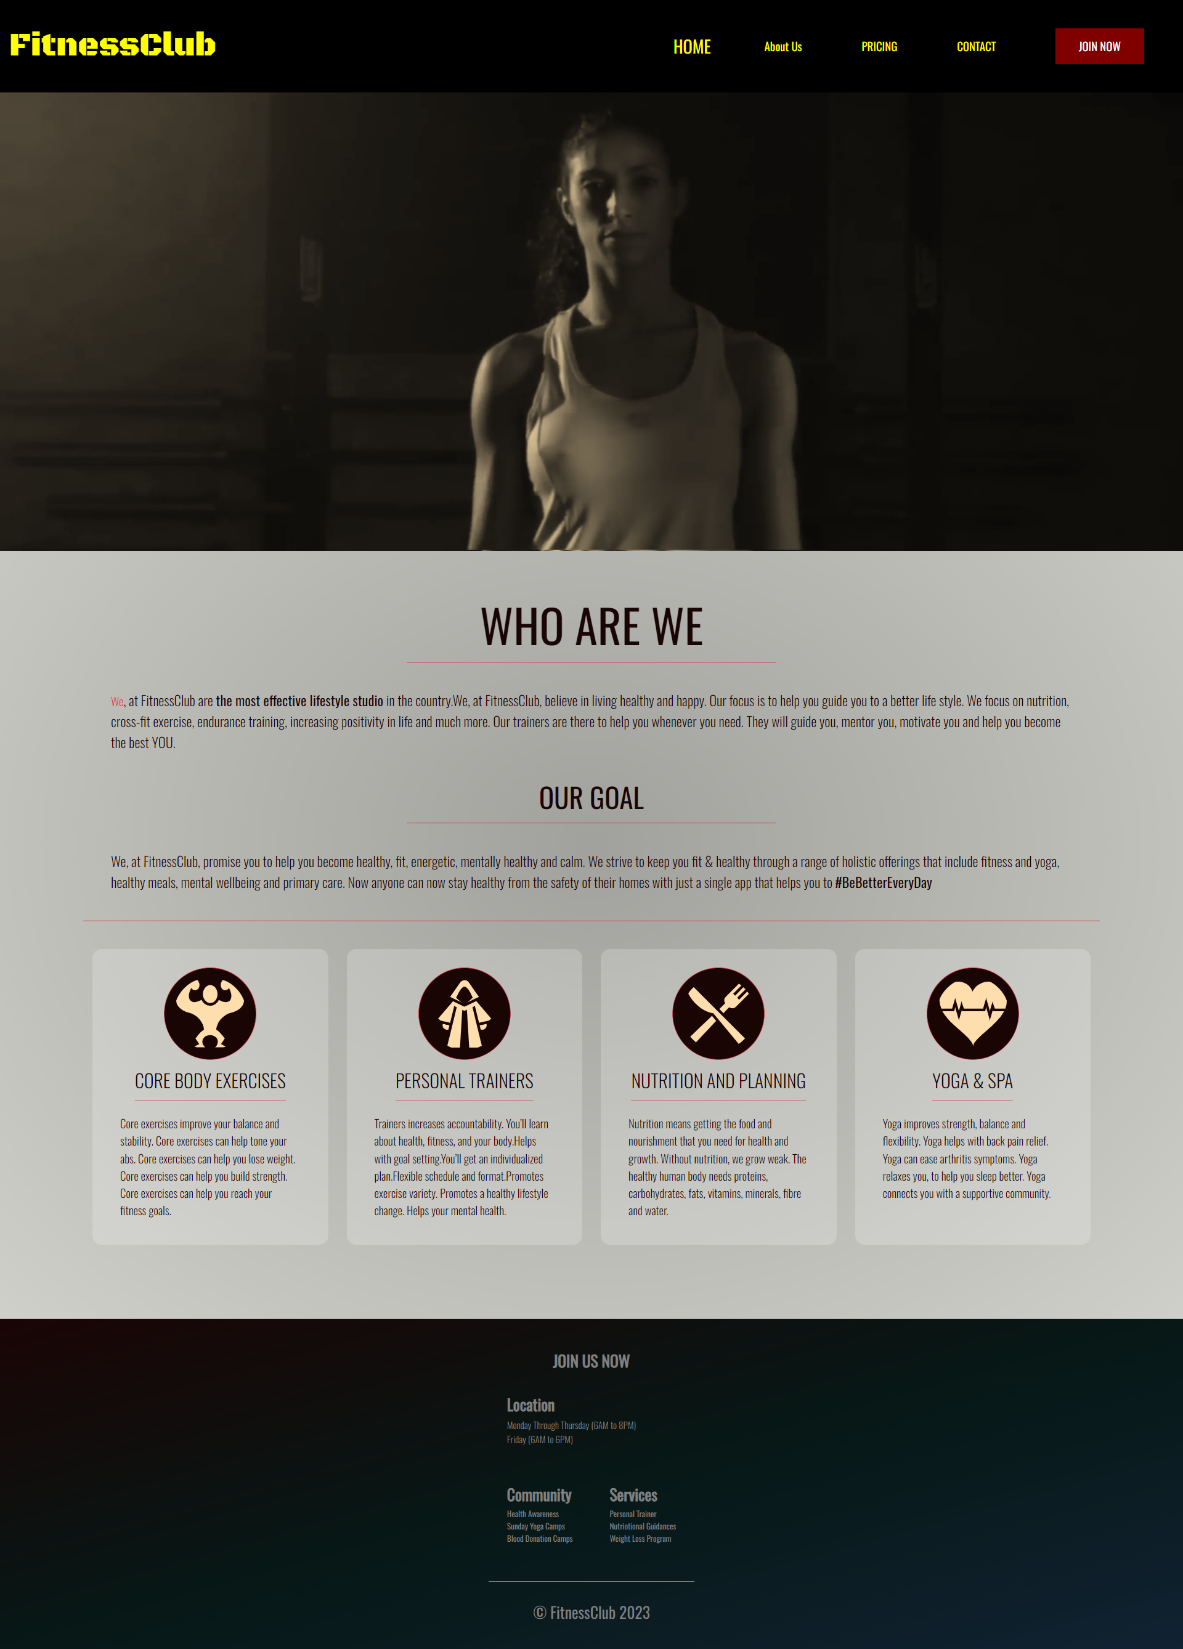 FitnessClub
HOME
About Us
PRICING
CONTACT
JOIN NOW
WHO ARE WE
We, at FitnessClub are the most effective lifestyle studio in the country.We, at FitnessClub, believe in living healthy and happy. Our focus is to help you guide you to a better life style. We focus on nutrition,
cross-fit exercise, endurance training, increasing positivity in life and much more. Our trainers are there to help you whenever you need. They will guide you, mentor you, motivate you and help you become
the best YOU.
OUR GOAL
We, at FitnessClub, promise you to help you become healthy, fit, energetic, mentally healthy and calm. We strive to keep you fit & healthy through a range of holistic offerings that include fitness and yoga,
healthy meals, mental wellbeing and primary care. Now anyone can now stay healthy from the safety of their homes with just a single app that helps you to #BeBetterEveryDay
CORE BODY EXERCISES
Core exercises improve your balance and
stability. Core exercises can help tone your
abs. Core exercises can help you lose weight.
Core exercises can help you build strength.
Core exercises can help you reach your
fitness goals.
PERSONAL TRAINERS
Trainers increases accountability. You'll learn
about health, fitness, and your body.Helps
with goal setting.You'll get an individualized
plan.Flexible schedule and format.Promotes
exercise variety. Promotes a healthy lifestyle
change. Helps your mental health.
NUTRITION AND PLANNING
Nutrition means getting the food and
nourishment that you need for health and
growth. Without nutrition, we grow weak. The
healthy human body needs proteins,
carbohydrates, fats, vitamins, minerals, fibre
and water.
YOGA & SPA
Yoga improves strength, balance and
flexibility. Yoga helps with back pain relief.
Yoga can ease arthritis symptoms. Yoga
relaxes you, to help you sleep better. Yoga
connects you with a supportive community.
JOIN US NOW
Location
Monday Through Thursday (6AM to 8PM)
Friday (6AM to 6PM)
Community
Health Awareness
Sunday Yoga Camps
Blood Donation Camps
Services
Personal Trainer
Nutriotional Guidances
Weight Loss Program
© FitnessClub 2023